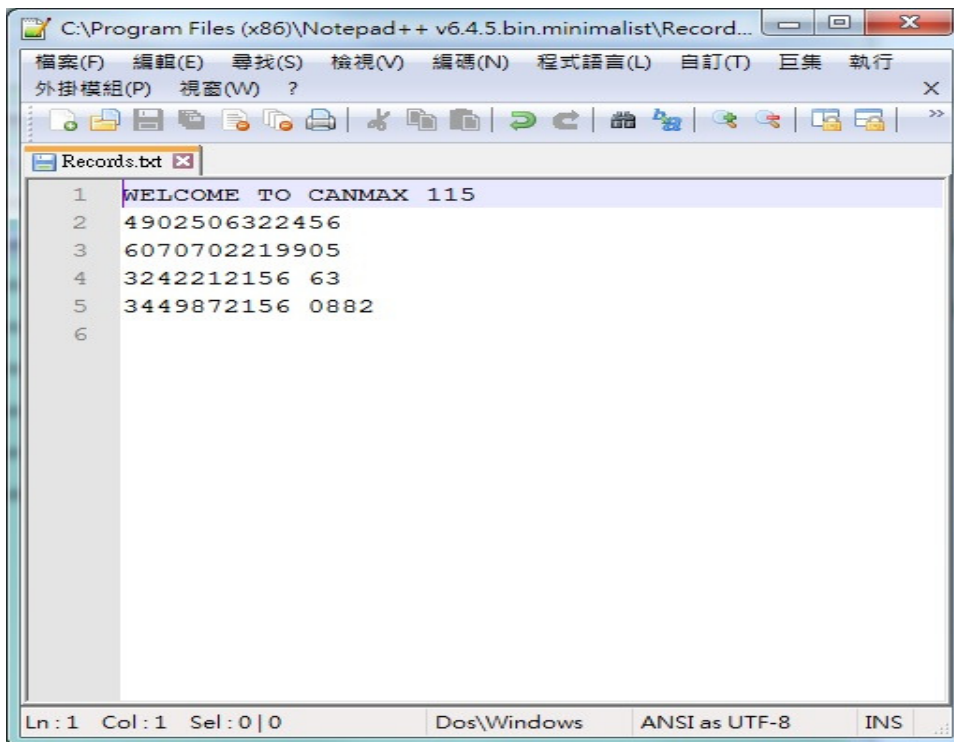 C:\Program Files (x86)\Notepad++ v6.4.5.bin.minimalist\Record...
檔案(F) 編輯(E) 尋找(S) 檢視(V) 編碼(N) 程式語言(L) 自訂(T) 巨集 執行
外掛模組(P) 視窗(W) ? X
Records.txt
1 WELCOME TO CANMAX 115
2 4902506322456
3 6070702219905
4 3242212156 63
5 3449872156 0882
6
Ln : 1 Col : 1 Sel : 0 | 0 Dos\Windows ANSI as UTF-8 INS